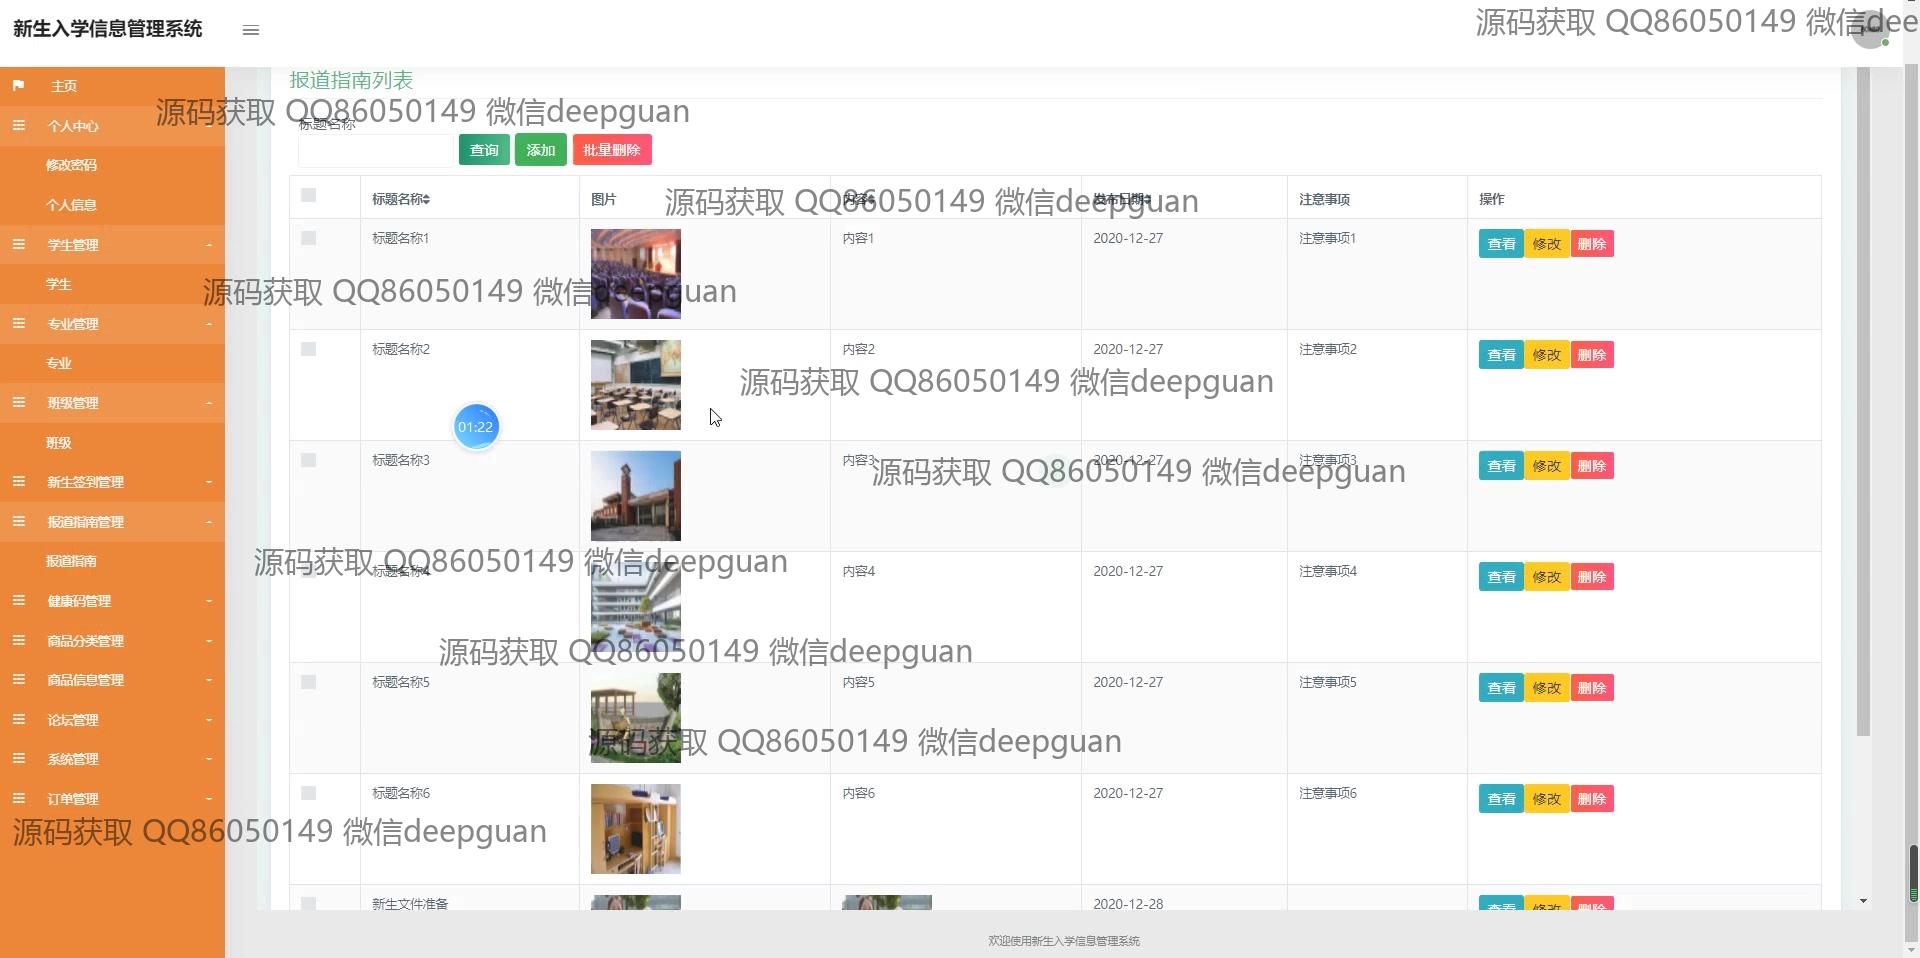 新生入学信息管理系统
源码获取 QQ86050149 微信dee
主页
个人中心
修改密码
个人信息
学生管理
学生
专业管理
专业
班级管理
班级
新生签到管理
报道指南管理
报道指南
健康码管理
商品分类管理
商品信息管理
论坛管理
系统管理
订单管理
报道指南列表
源码获取 QQ86050149 微信deepguan
标题名称
查询 添加 批量删除
标题名称 图片 内容 发布日期 注意事项 操作
源码获取 QQ86050149 微信deepguan
标题名称1 内容1 2020-12-27 注意事项1 查看 修改 删除
源码获取 QQ86050149 微信deepguan
标题名称2 内容2 2020-12-27 注意事项2 查看 修改 删除
源码获取 QQ86050149 微信deepguan
01:22
标题名称3 内容3 2020-12-27 注意事项3 查看 修改 删除
源码获取 QQ86050149 微信deepguan
源码获取 QQ86050149 微信deepguan
标题名称4 内容4 2020-12-27 注意事项4 查看 修改 删除
源码获取 QQ86050149 微信deepguan
标题名称5 内容5 2020-12-27 注意事项5 查看 修改 删除
源码获取 QQ86050149 微信deepguan
标题名称6 内容6 2020-12-27 注意事项6 查看 修改 删除
源码获取 QQ86050149 微信deepguan
新生文件准备 2020-12-28 查看 修改 删除
欢迎使用新生入学信息管理系统